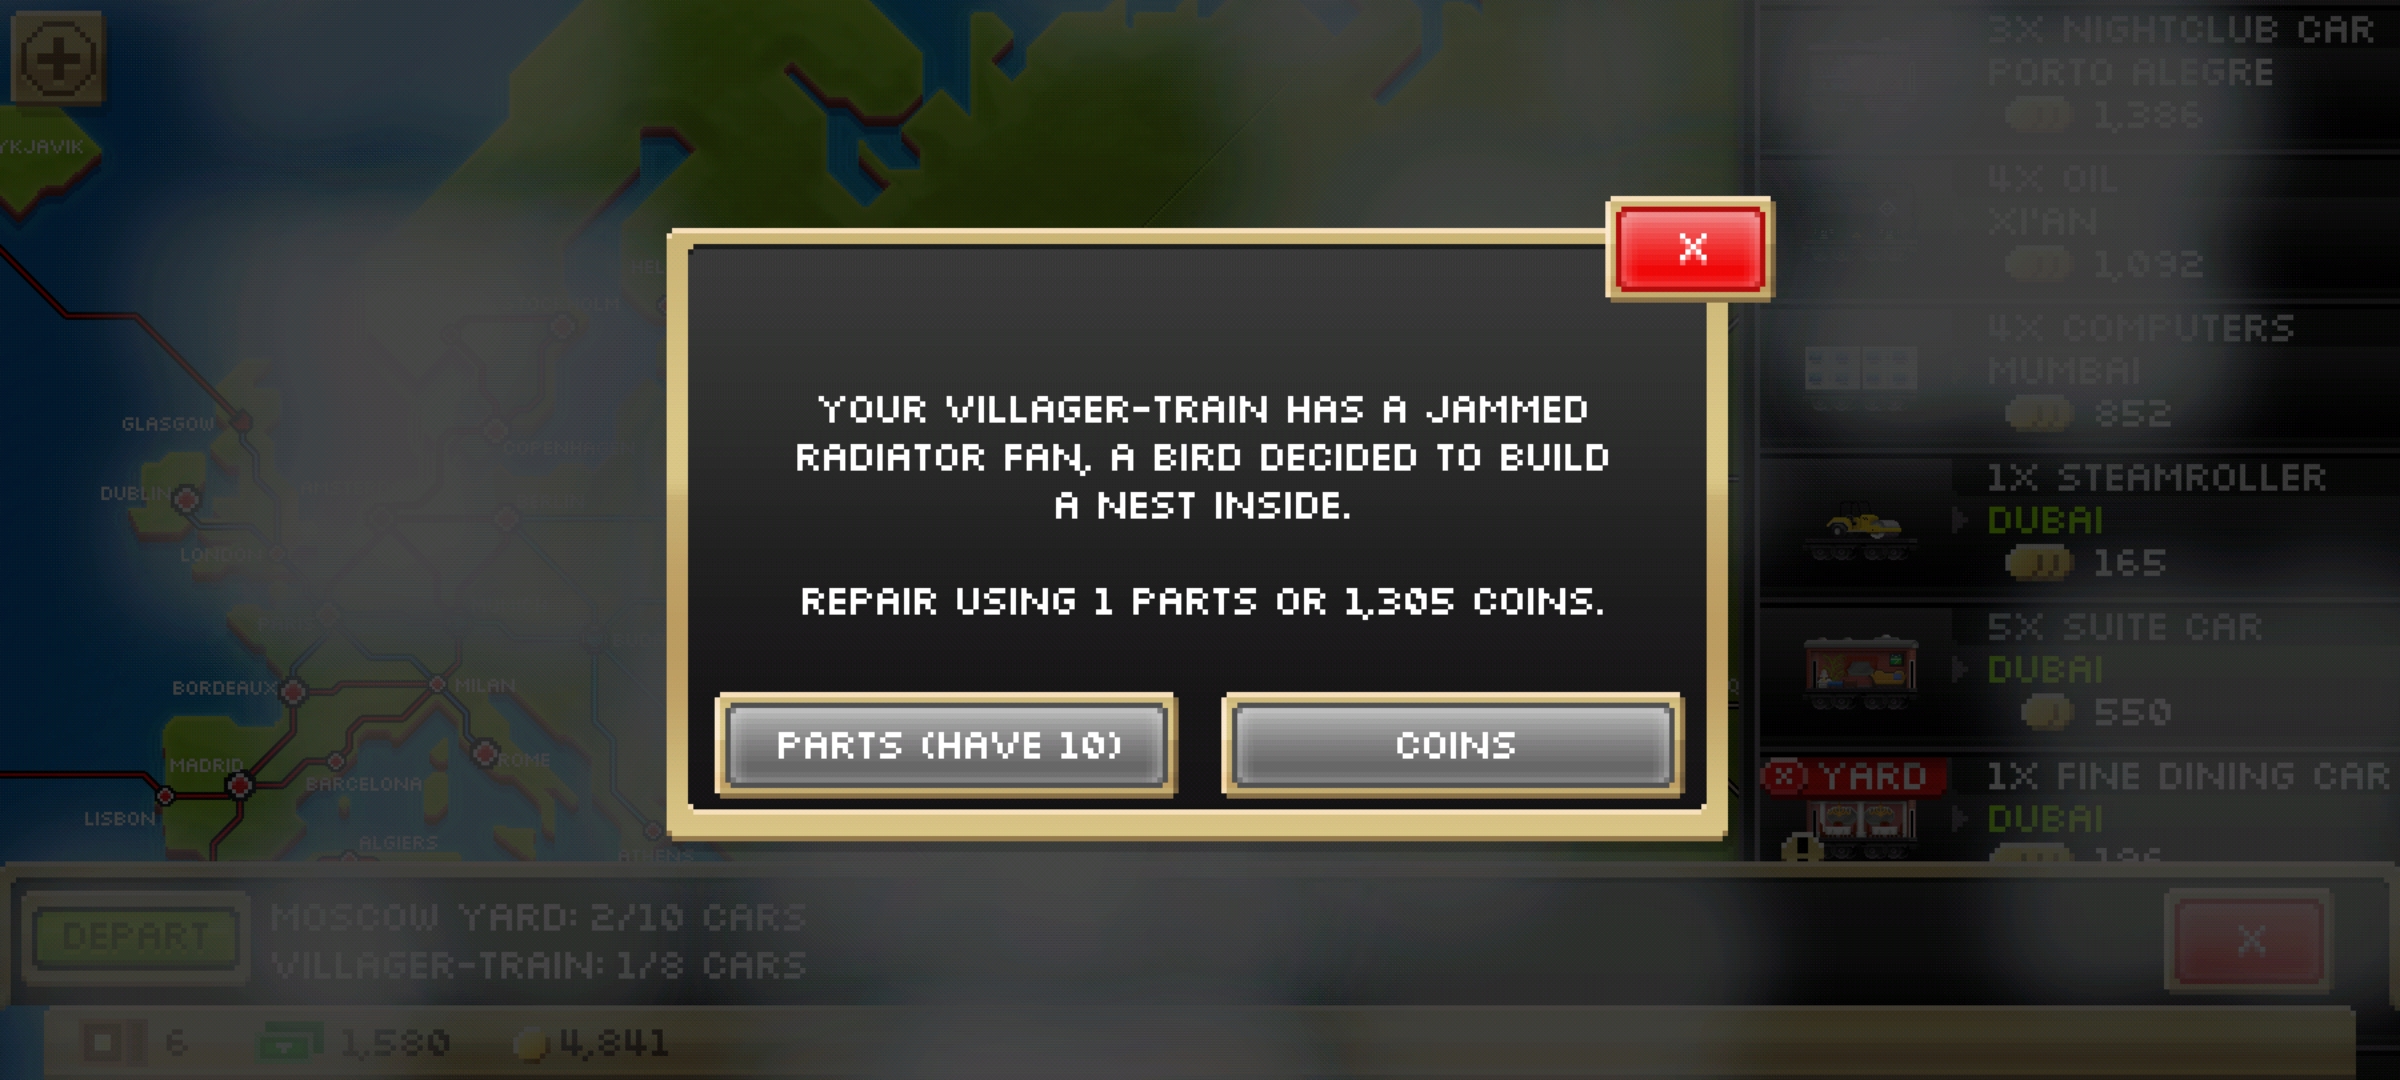 YKJAVIK
GLASGOW
DUBLIN
LONDON
STOCKHOLM
COPENHAGEN
BORDEAUX
MILAN
MADRID
BARCELONA
ROME
LISBON
ALGIERS
ATHENS
X
YOUR VILLAGER-TRAIN HAS A JAMMED
RADIATOR FAN, A BIRD DECIDED TO BUILD
A NEST INSIDE.
REPAIR USING 1 PARTS OR 1,305 COINS.
PARTS (HAVE 10)
COINS
3X NIGHTCLUB CAR
PORTO ALEGRE
1,386
4X OIL
XI'AN
1,092
4X COMPUTERS
MUMBAI
852
1X STEAMROLLER
DUBAI
165
5X SUITE CAR
DUBAI
550
X YARD
1X FINE DINING CAR
DUBAI
DEPART
MOSCOW YARD: 2/10 CARS
VILLAGER-TRAIN: 1/8 CARS
X
6
1,580
4,841